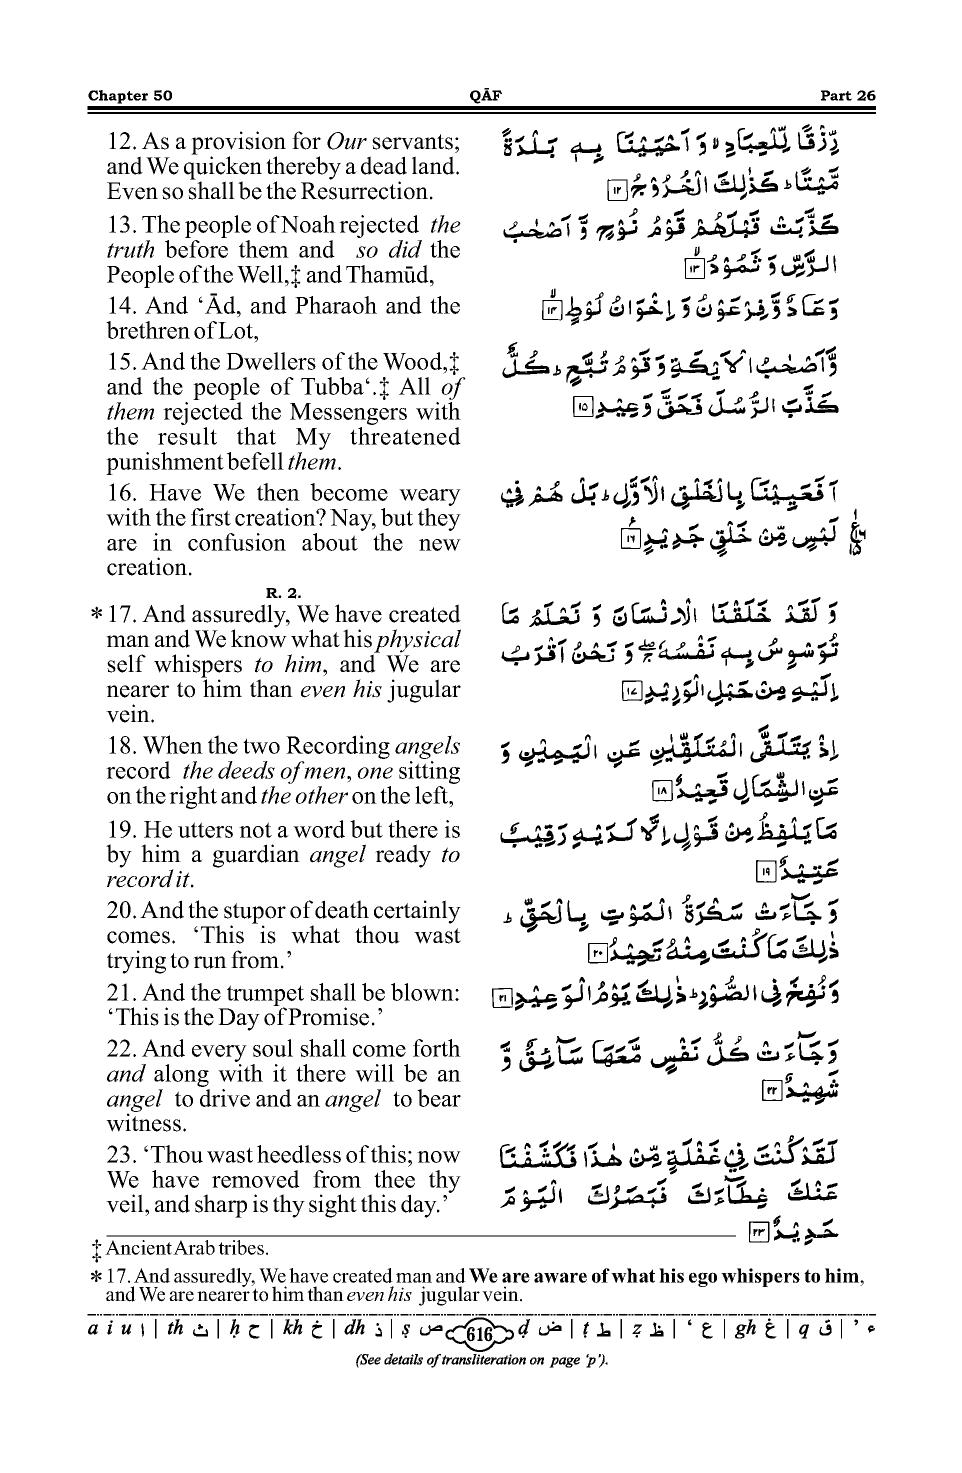 Chapter 50 QĀF Part 26
12. As a provision for Our servants;
and We quicken thereby a dead land.
Even so shall be the Resurrection.
رِّزْقًا لِّلْعِبَادِ ۙ وَ اَحْيَيْنَا بِهٖ بَلْدَةً
مَّيْتًا ؕ كَذٰلِكَ الْخُرُوْجُ ﴿۱۲﴾
13. The people of Noah rejected the
truth before them and so did the
People of the Well,‡ and Thamūd,
كَذَّبَتْ قَبْلَهُمْ قَوْمُ نُوْحٍ وَّ اَصْحٰبُ
الرَّسِّ وَ ثَمُوْدُ ﴿ۙ۱۳﴾
14. And ‘Ād, and Pharaoh and the
brethren of Lot,
وَ عَادٌ وَّ فِرْعَوْنُ وَ اِخْوَانُ لُوْطٍ ﴿ۙ۱۴﴾
15. And the Dwellers of the Wood,‡
and the people of Tubba‘.‡ All of
them rejected the Messengers with
the result that My threatened
punishment befell them.
وَّ اَصْحٰبُ الْاَيْكَةِ وَ قَوْمُ تُبَّعٍ ؕ كُلٌّ
كَذَّبَ الرُّسُلَ فَحَقَّ وَعِيْدِ ﴿۱۵﴾
16. Have We then become weary
with the first creation? Nay, but they
are in confusion about the new
creation.
اَفَعَيِيْنَا بِالْخَلْقِ الْاَوَّلِ ؕ بَلْ هُمْ فِيْ
لَبْسٍ مِّنْ خَلْقٍ جَدِيْدٍ ﴿۱۶﴾
R. 2.
* 17. And assuredly, We have created
man and We know what his physical
self whispers to him, and We are
nearer to him than even his jugular
vein.
وَ لَقَدْ خَلَقْنَا الْاِنْسَانَ وَ نَعْلَمُ مَا
تُوَسْوِسُ بِهٖ نَفْسُهٗ ۚۖ وَ نَحْنُ اَقْرَبُ
اِلَيْهِ مِنْ حَبْلِ الْوَرِيْدِ ﴿۱۷﴾
18. When the two Recording angels
record the deeds of men, one sitting
on the right and the other on the left,
اِذْ يَتَلَقَّى الْمُتَلَقِّيٰنِ عَنِ الْيَمِيْنِ وَ
عَنِ الشِّمَالِ قَعِيْدٌ ﴿۱۸﴾
19. He utters not a word but there is
by him a guardian angel ready to
record it.
مَا يَلْفِظُ مِنْ قَوْلٍ اِلَّا لَدَيْهِ رَقِيْبٌ
عَتِيْدٌ ﴿۱۹﴾
20. And the stupor of death certainly
comes. ‘This is what thou wast
trying to run from.’
وَ جَآءَتْ سَكْرَةُ الْمَوْتِ بِالْحَقِّ ؕ
ذٰلِكَ مَا كُنْتَ مِنْهُ تَحِيْدُ ﴿۲۰﴾
21. And the trumpet shall be blown:
‘This is the Day of Promise.’
وَ نُفِخَ فِي الصُّوْرِ ؕ ذٰلِكَ يَوْمُ الْوَعِيْدِ ﴿۲۱﴾
22. And every soul shall come forth
and along with it there will be an
angel to drive and an angel to bear
witness.
وَ جَآءَتْ كُلُّ نَفْسٍ مَّعَهَا سَآئِقٌ وَّ
شَهِيْدٌ ﴿۲۲﴾
23. ‘Thou wast heedless of this; now
We have removed from thee thy
veil, and sharp is thy sight this day.’
لَقَدْ كُنْتَ فِيْ غَفْلَةٍ مِّنْ هٰذَا فَكَشَفْنَا
عَنْكَ غِطَآءَكَ فَبَصَرُكَ الْيَوْمَ
حَدِيْدٌ ﴿۲۳﴾
‡ Ancient Arab tribes.
* 17. And assuredly, We have created man and We are aware of what his ego whispers to him,
and We are nearer to him than even his jugular vein.
a i u ا | th ث | ḥ ح | kh خ | dh ذ | ṣ ص 616 ḍ ض | ṭ ط | ẓ ظ | ‘ ع | gh غ | q ق | ’ ء
(See details of transliteration on page ‘p’).